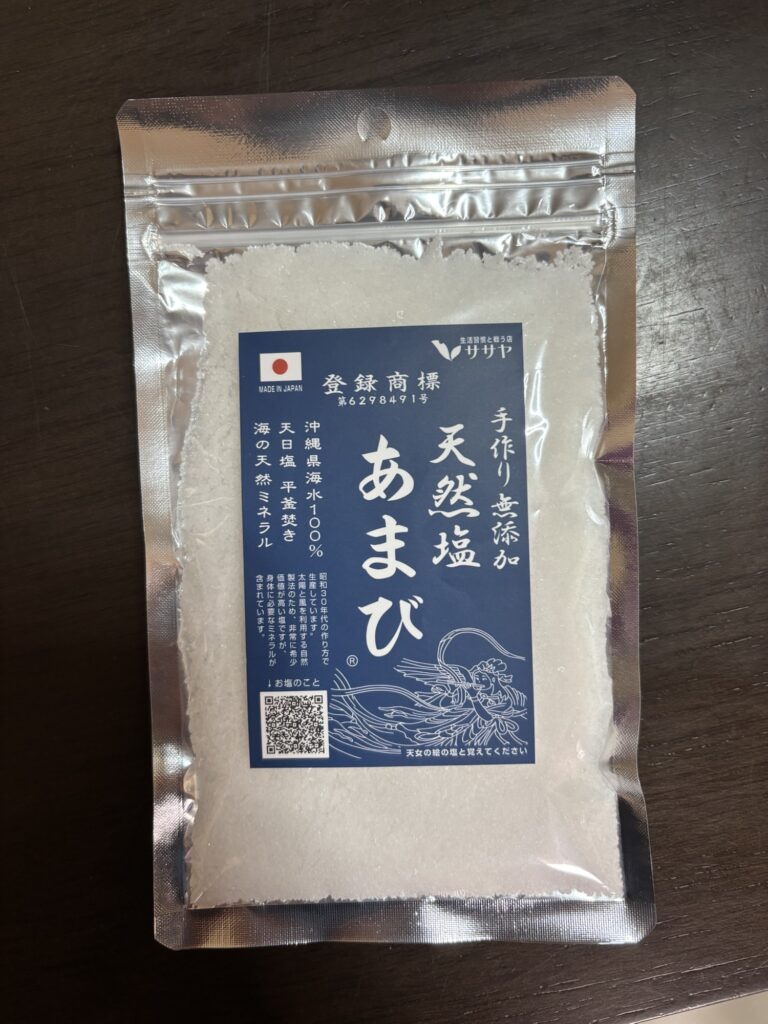 生活習慣と戦う店
ササヤ
MADE IN JAPAN
登録商標
第6298491号
手作り 無添加
天然塩
あまび
®
沖縄県海水100%
天日塩 平釜焚き
海の天然ミネラル
昭和30年代の作り方で
生産しています。
太陽と風を利用する自然
製法のため、非常に希少
価値が高い塩ですが、
身体に必要なミネラルが
含まれています。
↓お塩のこと
天女の絵の塩と覚えてください